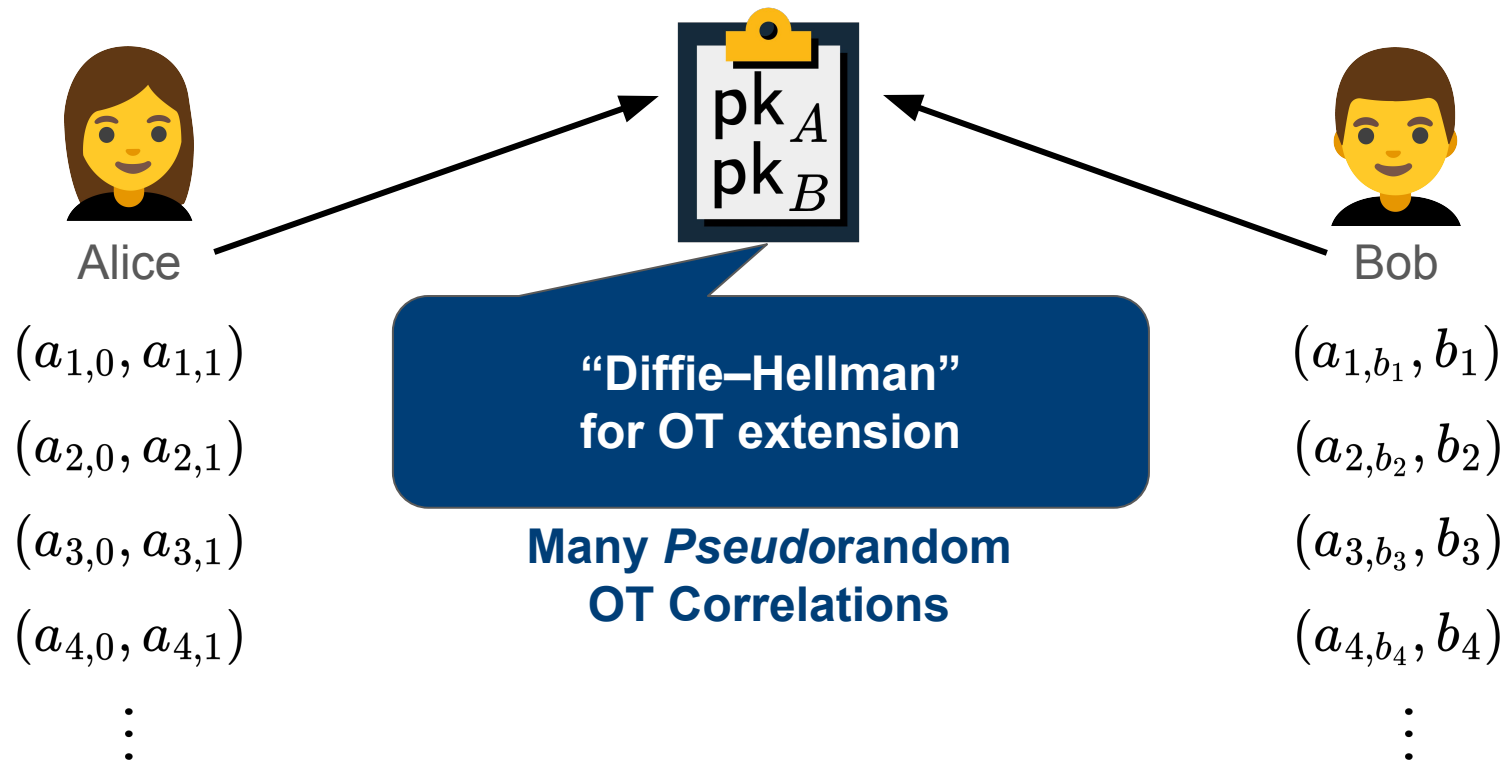 pk_A
pk_B
Alice
Bob
“Diffie–Hellman”
for OT extension
Many Pseudorandom
OT Correlations
(a_{1,0}, a_{1,1})
(a_{2,0}, a_{2,1})
(a_{3,0}, a_{3,1})
(a_{4,0}, a_{4,1})
⋮
(a_{1,b_1}, b_1)
(a_{2,b_2}, b_2)
(a_{3,b_3}, b_3)
(a_{4,b_4}, b_4)
⋮